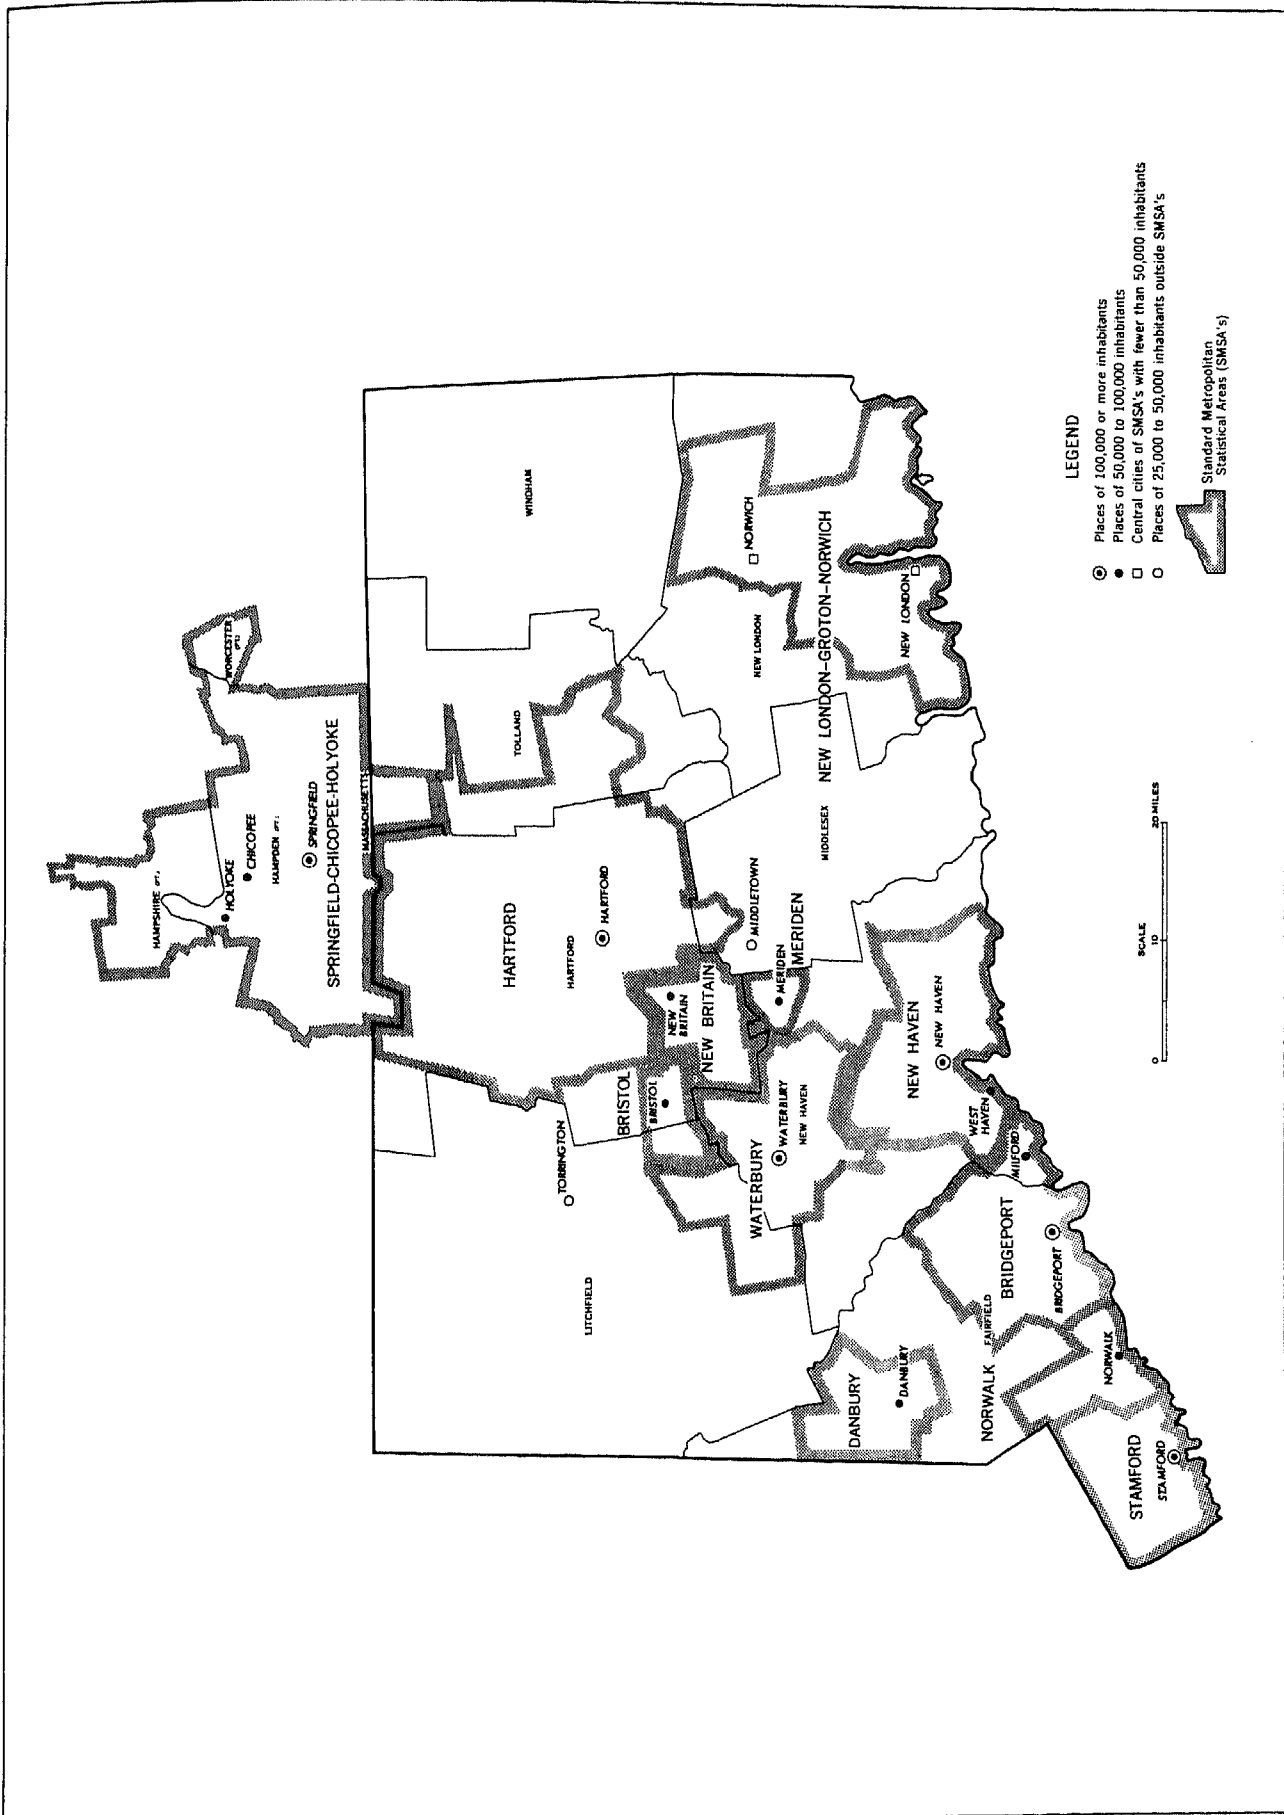 HAMPSHIRE (PT.)
WORCESTER
(PT.)
HOLYOKE
CHICOPEE
HAMPDEN (PT.)
SPRINGFIELD
SPRINGFIELD-CHICOPEE-HOLYOKE
MASSACHUSETTS
HARTFORD
HARTFORD
HARTFORD
TOLLAND
WINDHAM
TORRINGTON
LITCHFIELD
BRISTOL
BRISTOL
NEW
BRITAIN
NEW BRITAIN
MIDDLETOWN
MERIDEN
MERIDEN
WATERBURY
WATERBURY
NEW HAVEN
MIDDLESEX
NORWICH
NEW LONDON
NEW LONDON-GROTON-NORWICH
NEW LONDON
NEW HAVEN
NEW HAVEN
WEST
HAVEN
MILFORD
DANBURY
DANBURY
BRIDGEPORT
BRIDGEPORT
FAIRFIELD
NORWALK
NORWALK
STAMFORD
STAMFORD
LEGEND
Places of 100,000 or more inhabitants
Places of 50,000 to 100,000 inhabitants
Central cities of SMSA's with fewer than 50,000 inhabitants
Places of 25,000 to 50,000 inhabitants outside SMSA's
Standard Metropolitan
Statistical Areas (SMSA's)
SCALE
0 10 20 MILES